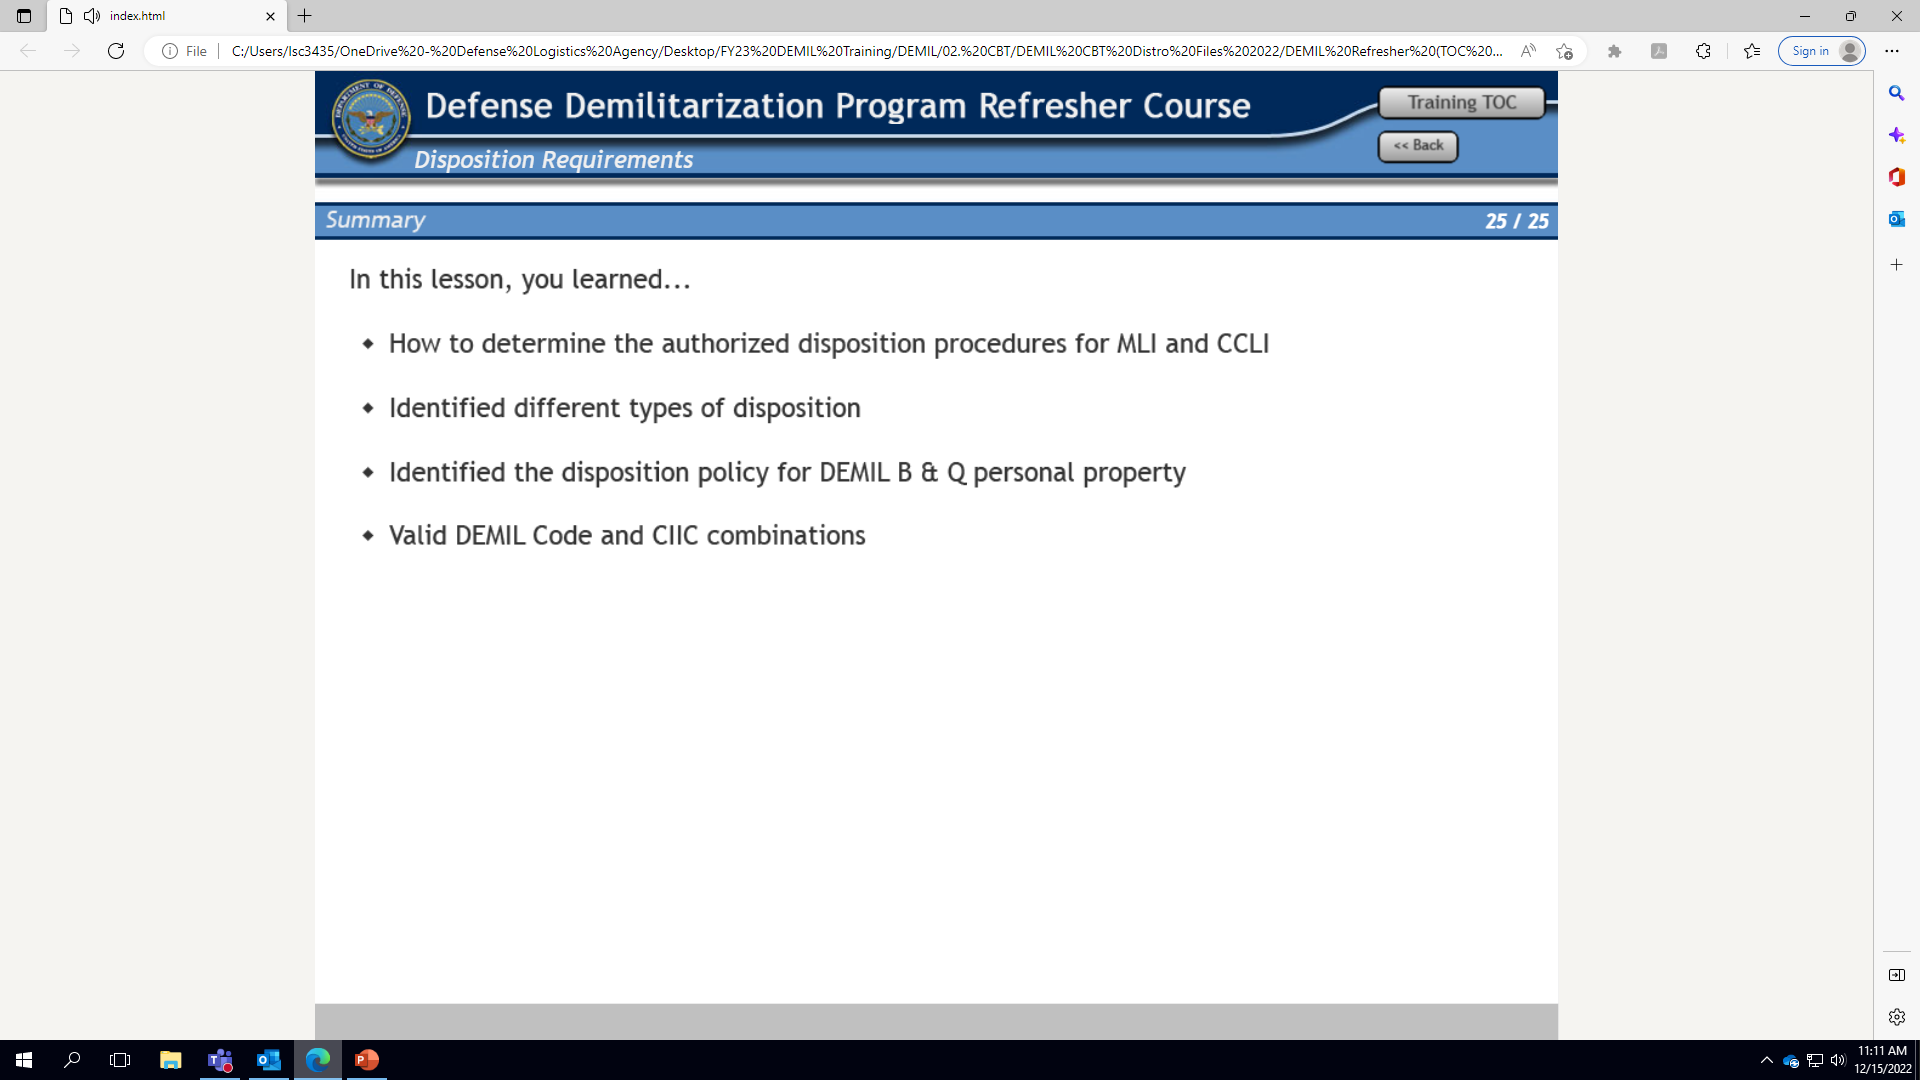 index.html
File
C:/Users/lsc3435/OneDrive%20-%20Defense%20Logistics%20Agency/Desktop/FY23%20DEMIL%20Training/DEMIL/02.%20CBT/DEMIL%20CBT%20Distro%20Files%202022/DEMIL%20Refresher%20(TOC%20...
Sign in
Defense Demilitarization Program Refresher Course
Training TOC
<< Back
Disposition Requirements
Summary
25 / 25
In this lesson, you learned...
How to determine the authorized disposition procedures for MLI and CCLI
Identified different types of disposition
Identified the disposition policy for DEMIL B & Q personal property
Valid DEMIL Code and CIIC combinations
11:11 AM
12/15/2022